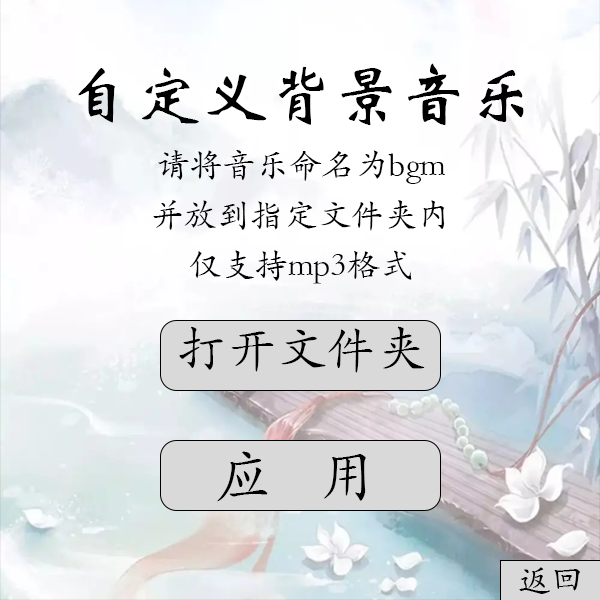 自定义背景音乐
请将音乐命名为bgm
并放到指定文件夹内
仅支持mp3格式
打开文件夹
应 用
返回